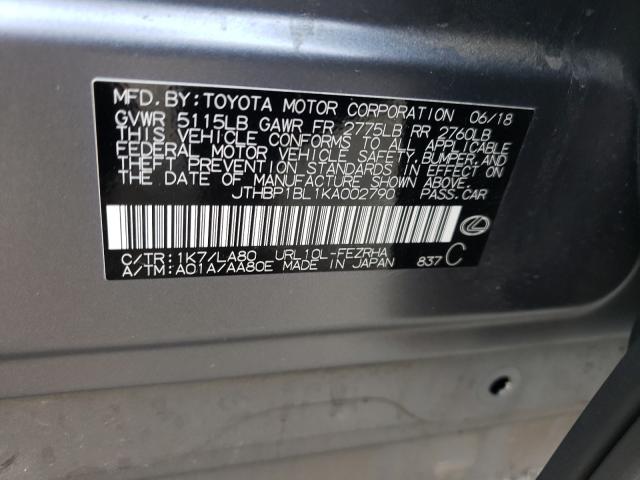 MFD. BY: TOYOTA MOTOR CORPORATION 06/18
GVWR 5115LB GAWR FR 2775LB RR 2760LB
THIS VEHICLE CONFORMS TO ALL APPLICABLE
FEDERAL MOTOR VEHICLE SAFETY, BUMPER, AND
THEFT PREVENTION STANDARDS IN EFFECT ON
THE DATE OF MANUFACTURE SHOWN ABOVE.
JTHBP1BL1KA002790 PASS. CAR
C/TR: 1K7/LA80 URL10L-FEZRHA
A/TM: A01A/AA80E MADE IN JAPAN 837 C